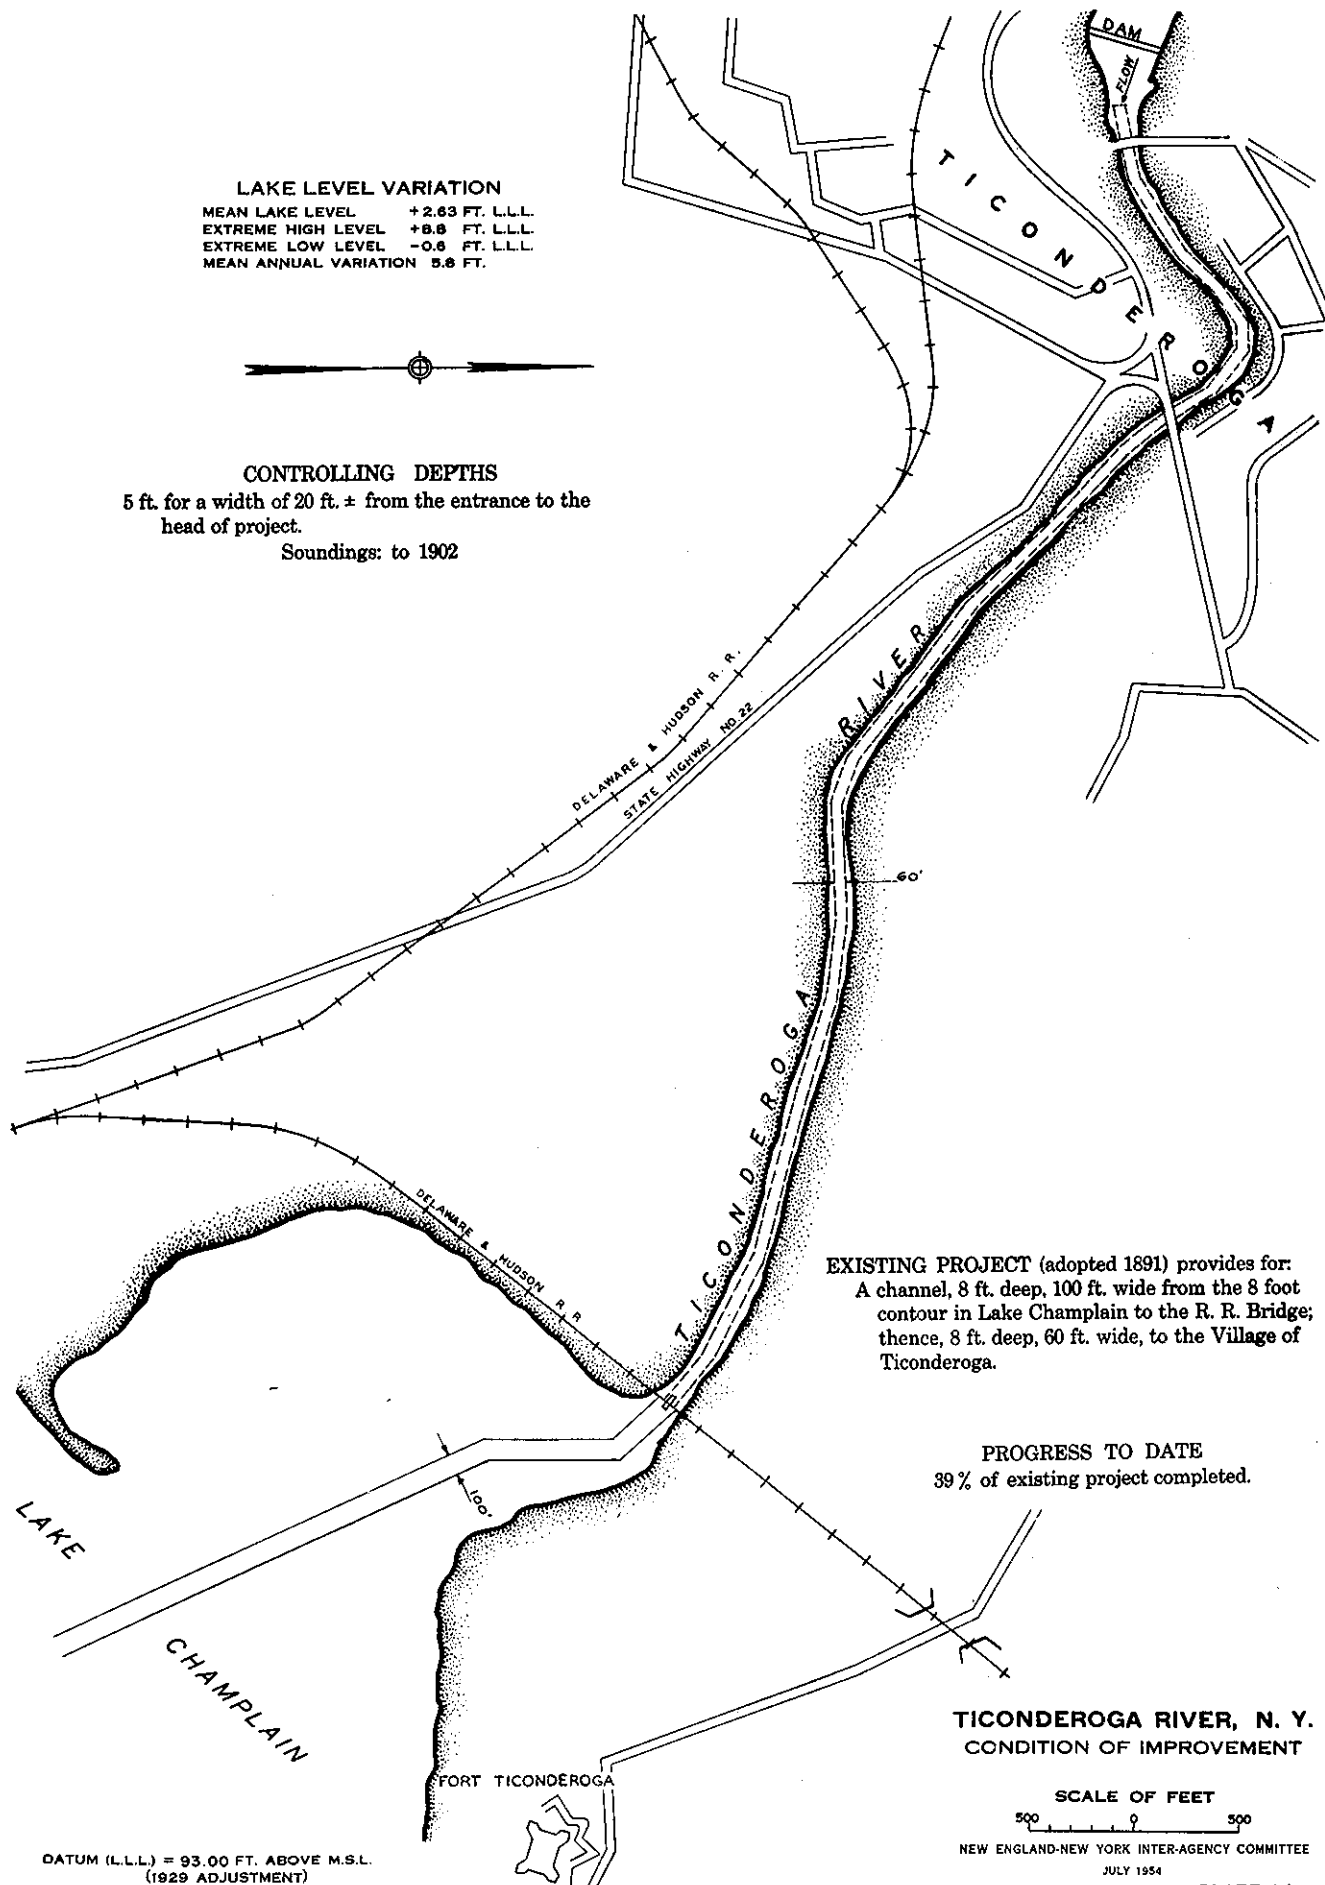 DAM
FLOW
TICONDEROGA
LAKE LEVEL VARIATION
MEAN LAKE LEVEL +2.63 FT. L.L.L.
EXTREME HIGH LEVEL +8.8 FT. L.L.L.
EXTREME LOW LEVEL -0.6 FT. L.L.L.
MEAN ANNUAL VARIATION 5.8 FT.
CONTROLLING DEPTHS
5 ft. for a width of 20 ft. ± from the entrance to the
head of project.
Soundings: to 1902
DELAWARE & HUDSON R. R.
STATE HIGHWAY NO. 22
TICONDEROGA RIVER
60'
DELAWARE & HUDSON R. R
EXISTING PROJECT (adopted 1891) provides for:
A channel, 8 ft. deep, 100 ft. wide from the 8 foot
contour in Lake Champlain to the R. R. Bridge;
thence, 8 ft. deep, 60 ft. wide, to the Village of
Ticonderoga.
PROGRESS TO DATE
39% of existing project completed.
100'
LAKE
CHAMPLAIN
FORT TICONDEROGA
TICONDEROGA RIVER, N. Y.
CONDITION OF IMPROVEMENT
SCALE OF FEET
500 0 500
NEW ENGLAND-NEW YORK INTER-AGENCY COMMITTEE
JULY 1954
DATUM (L.L.L.) = 93.00 FT. ABOVE M.S.L.
(1929 ADJUSTMENT)